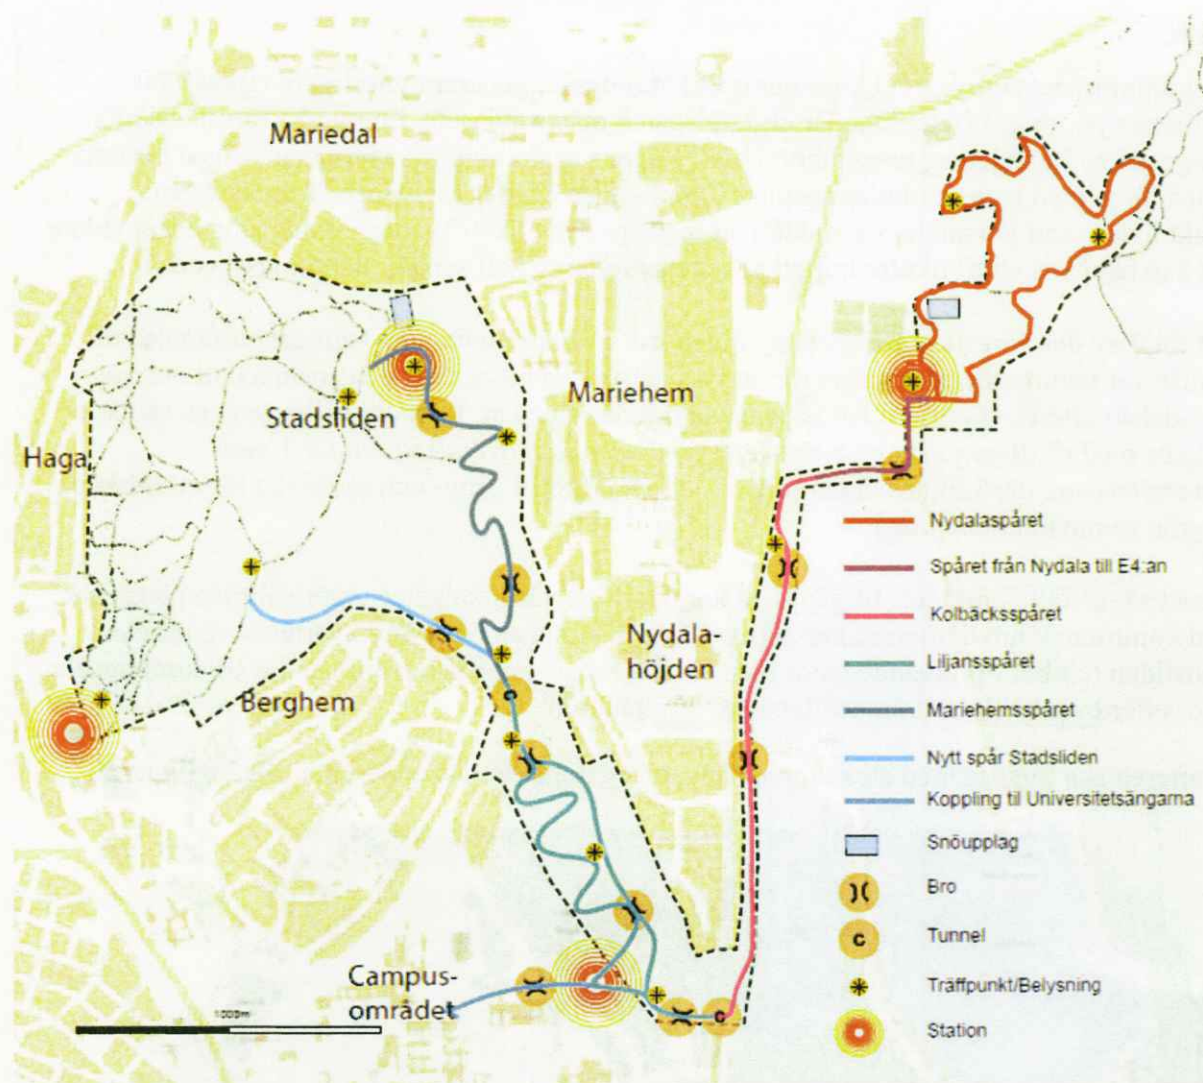 Mariedal
Mariehem
Stadsliden
Haga
Nydala-
höjden
Berghem
Campus-
området
1000m
Nydalaspåret
Spåret från Nydala till E4:an
Kolbäcksspåret
Liljansspåret
Mariehemsspåret
Nytt spår Stadsliden
Koppling til Universitetsängarna
Snöupplag
Bro
c
Tunnel
Träffpunkt/Belysning
Station
c
c